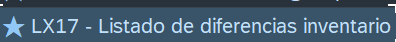 LX17 - Listado de diferencias inventario